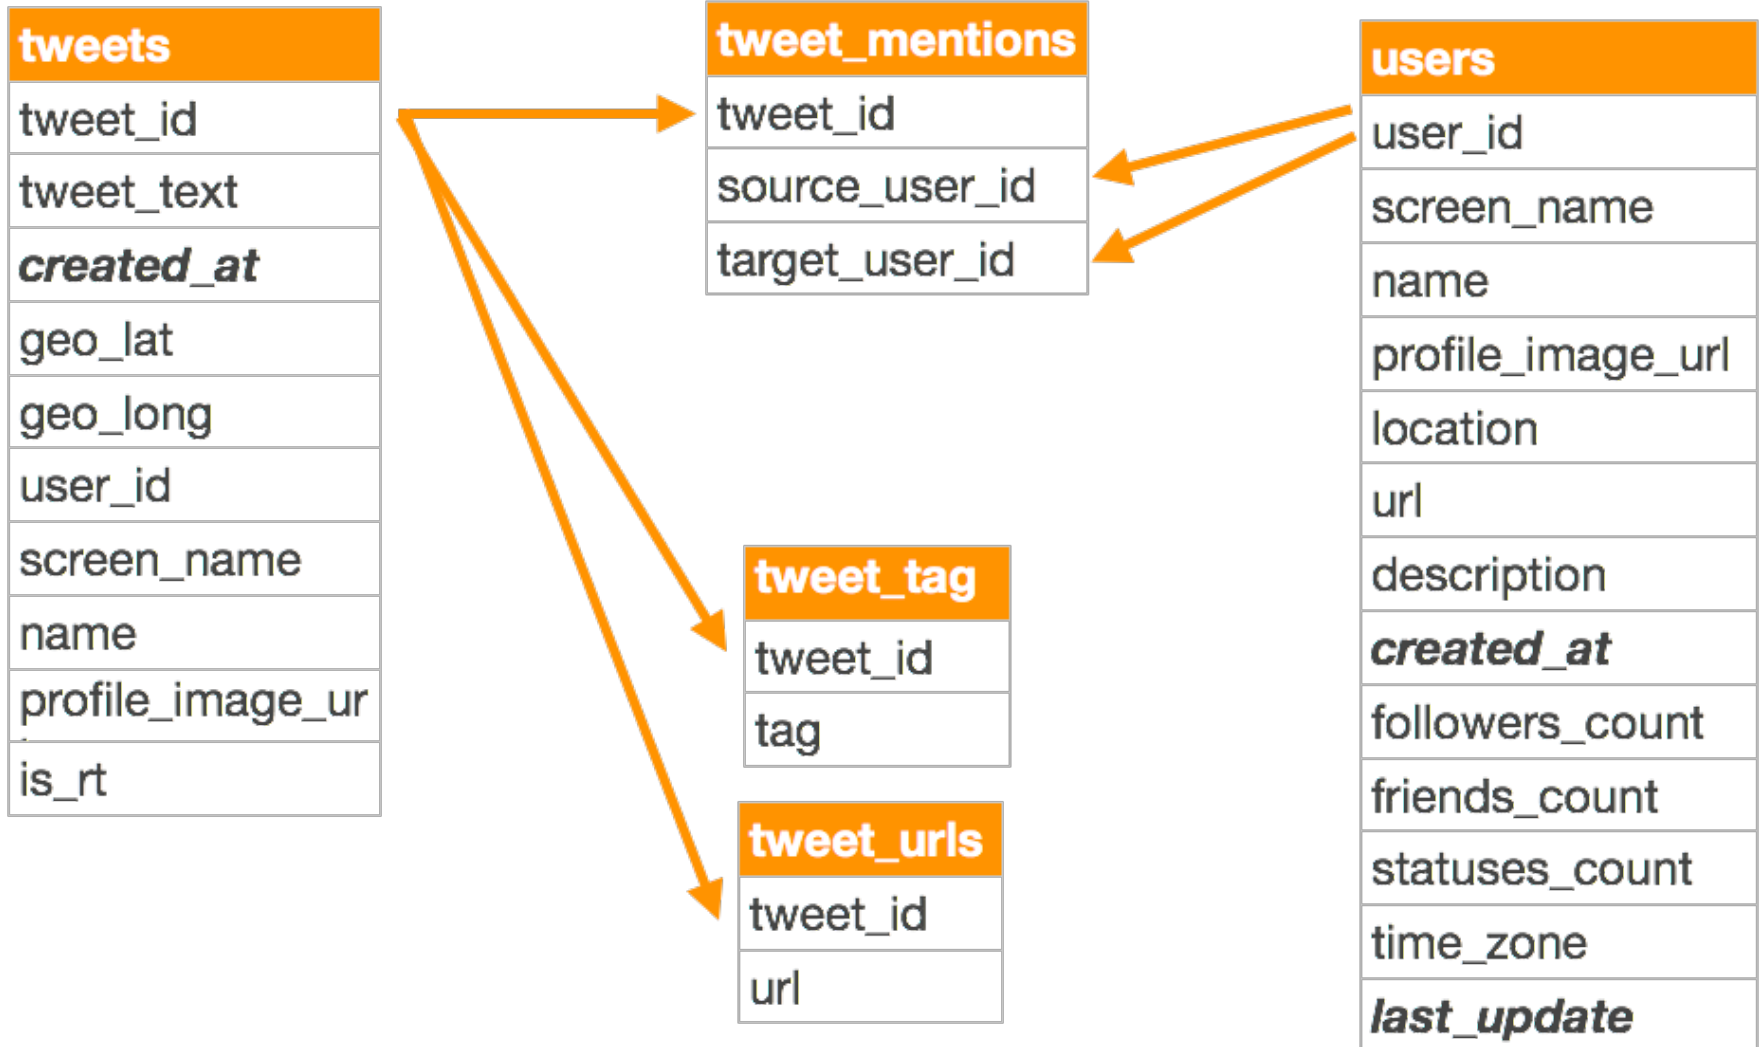 tweets
tweet_id
tweet_text
created_at
geo_lat
geo_long
user_id
screen_name
name
profile_image_ur
is_rt
tweet_mentions
tweet_id
source_user_id
target_user_id
tweet_tag
tweet_id
tag
tweet_urls
tweet_id
url
users
user_id
screen_name
name
profile_image_url
location
url
description
created_at
followers_count
friends_count
statuses_count
time_zone
last_update